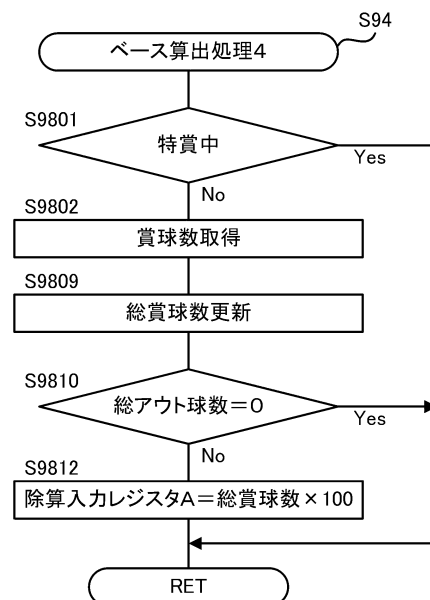 S94
ベース算出処理4
S9801
特賞中
Yes
No
S9802
賞球数取得
S9809
総賞球数更新
S9810
総アウト球数=0
Yes
No
S9812
除算入力レジスタA=総賞球数×100
RET